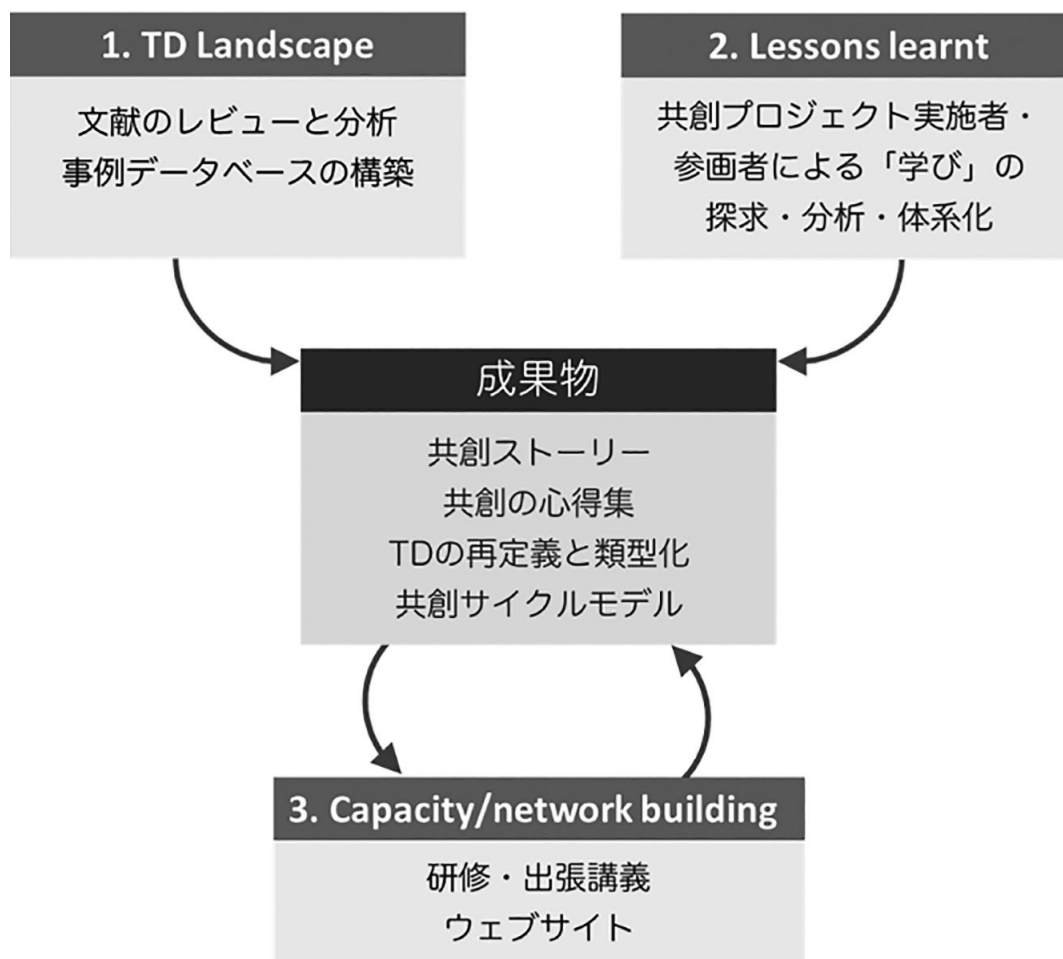 1. TD Landscape
文献のレビューと分析
事例データベースの構築
2. Lessons learnt
共創プロジェクト実施者・
参画者による「学び」の
探求・分析・体系化
成果物
共創ストーリー
共創の心得集
TDの再定義と類型化
共創サイクルモデル
3. Capacity/network building
研修・出張講義
ウェブサイト